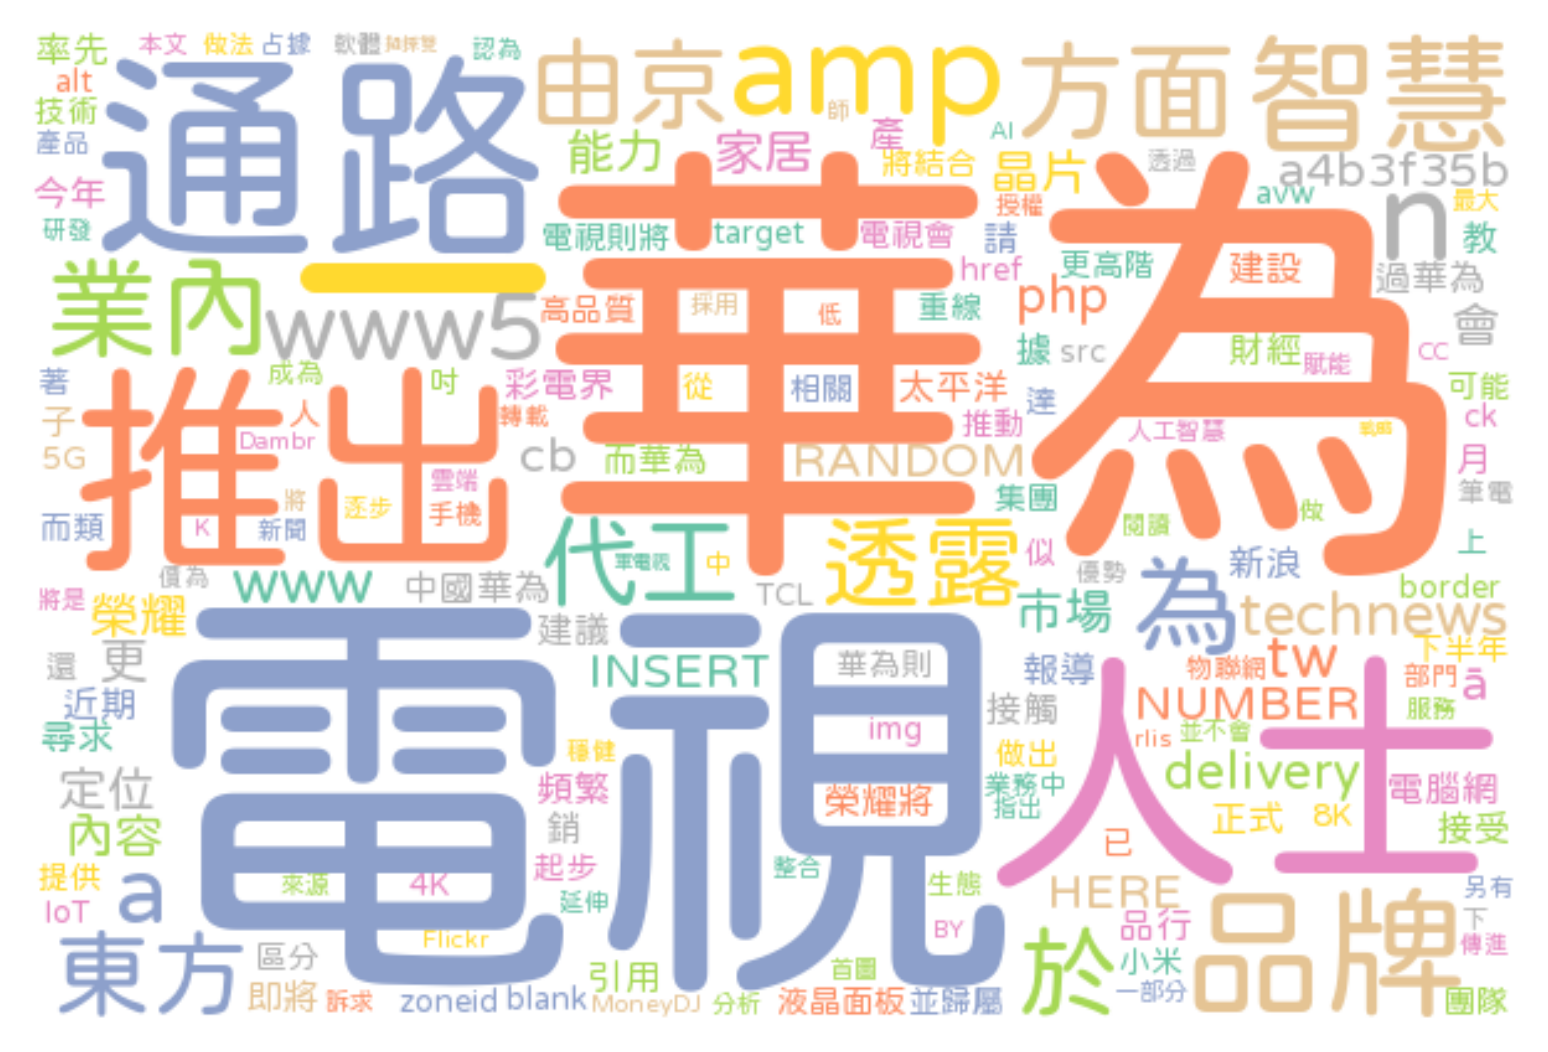 率先 本文 做法 占據 軟體 認為
alt
通路 由京 amp 方面 智慧
技術 師 AI
產品 能力 家居 產 將結合 晶片 透過 a4b3f35b
今年 授權 avw n 最大
研發 電視則將 target 電視會 請 教
華為
業內 一 href 更高階 建設 過華為
www5 高品質 採用 低 重線 php 會
據 src 財經 賦能 CC
著 成為 吋 彩電界 從 相關 太平洋 達 可能
推出 人 轉載 推動 ck
子 Dambr 人工智慧
5G cb 而華為 RANDOM 月
將 逐步 雲端 手機 集團 筆電
而類 K 新聞 代工 透露 似 閱讀 做 上
中
將是 價為 www 中國華為 TCL 優勢 為 新浪 border
榮耀 建議 市場 technews
電視
還 更 INSERT 華為則 報導 物聯網 tw 下半年
近期 接觸 人士 NUMBER 部門 ā
尋求 img rlis 並不會 服務
穩健 做出
定位 頻繁 榮耀將 業務中 delivery 電腦網
內容 銷 指出 正式 8K 接受
已
提供 a 來源 4K 起步 整合 生態 HERE 另有
IoT 延伸 BY 品行 品牌 下
東方 區分 Flickr 於 傳進
引用 首圖 小米
即將 訴求 zoneid blank MoneyDJ 分析 液晶面板 並歸屬 一部分 團隊